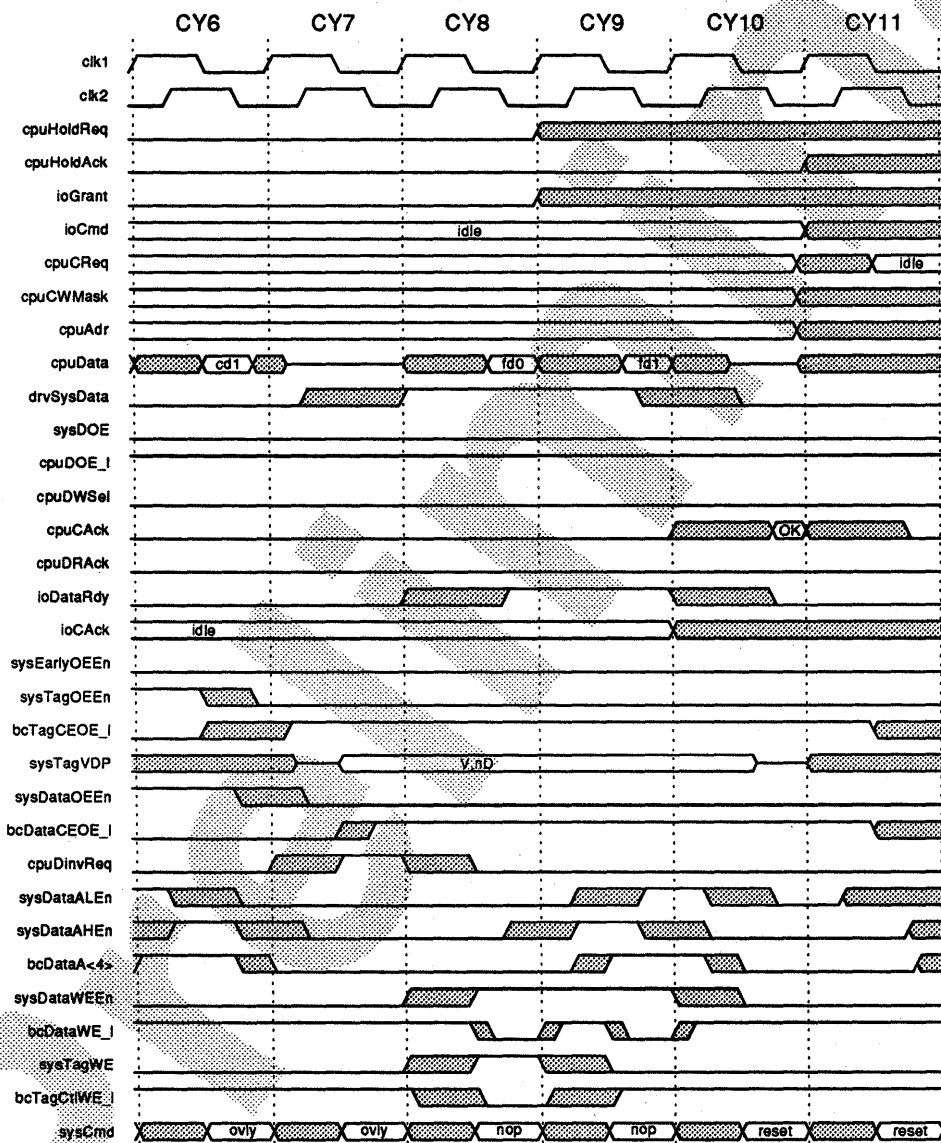 CY6 CY7 CY8 CY9 CY10 CY11
clk1
clk2
cpuHoldReq
cpuHoldAck
ioGrant
ioCmd idle
cpuCReq idle
cpuCWMask
cpuAdr
cpuData cd1 fd0 fd1
drvSysData
sysDOE
cpuDOE_l
cpuDWSel
cpuCAck OK
cpuDRAck
ioDataRdy
ioCAck idle
sysEarlyOEEn
sysTagOEEn
bcTagCEOE_l
sysTagVDP V,nD
sysDataOEEn
bcDataCEOE_l
cpuDinvReq
sysDataALEn
sysDataAHEn
bcDataA<4>
sysDataWEEn
bcDataWE_l
sysTagWE
bcTagCtlWE_l
sysCmd ovly ovly nop nop reset reset